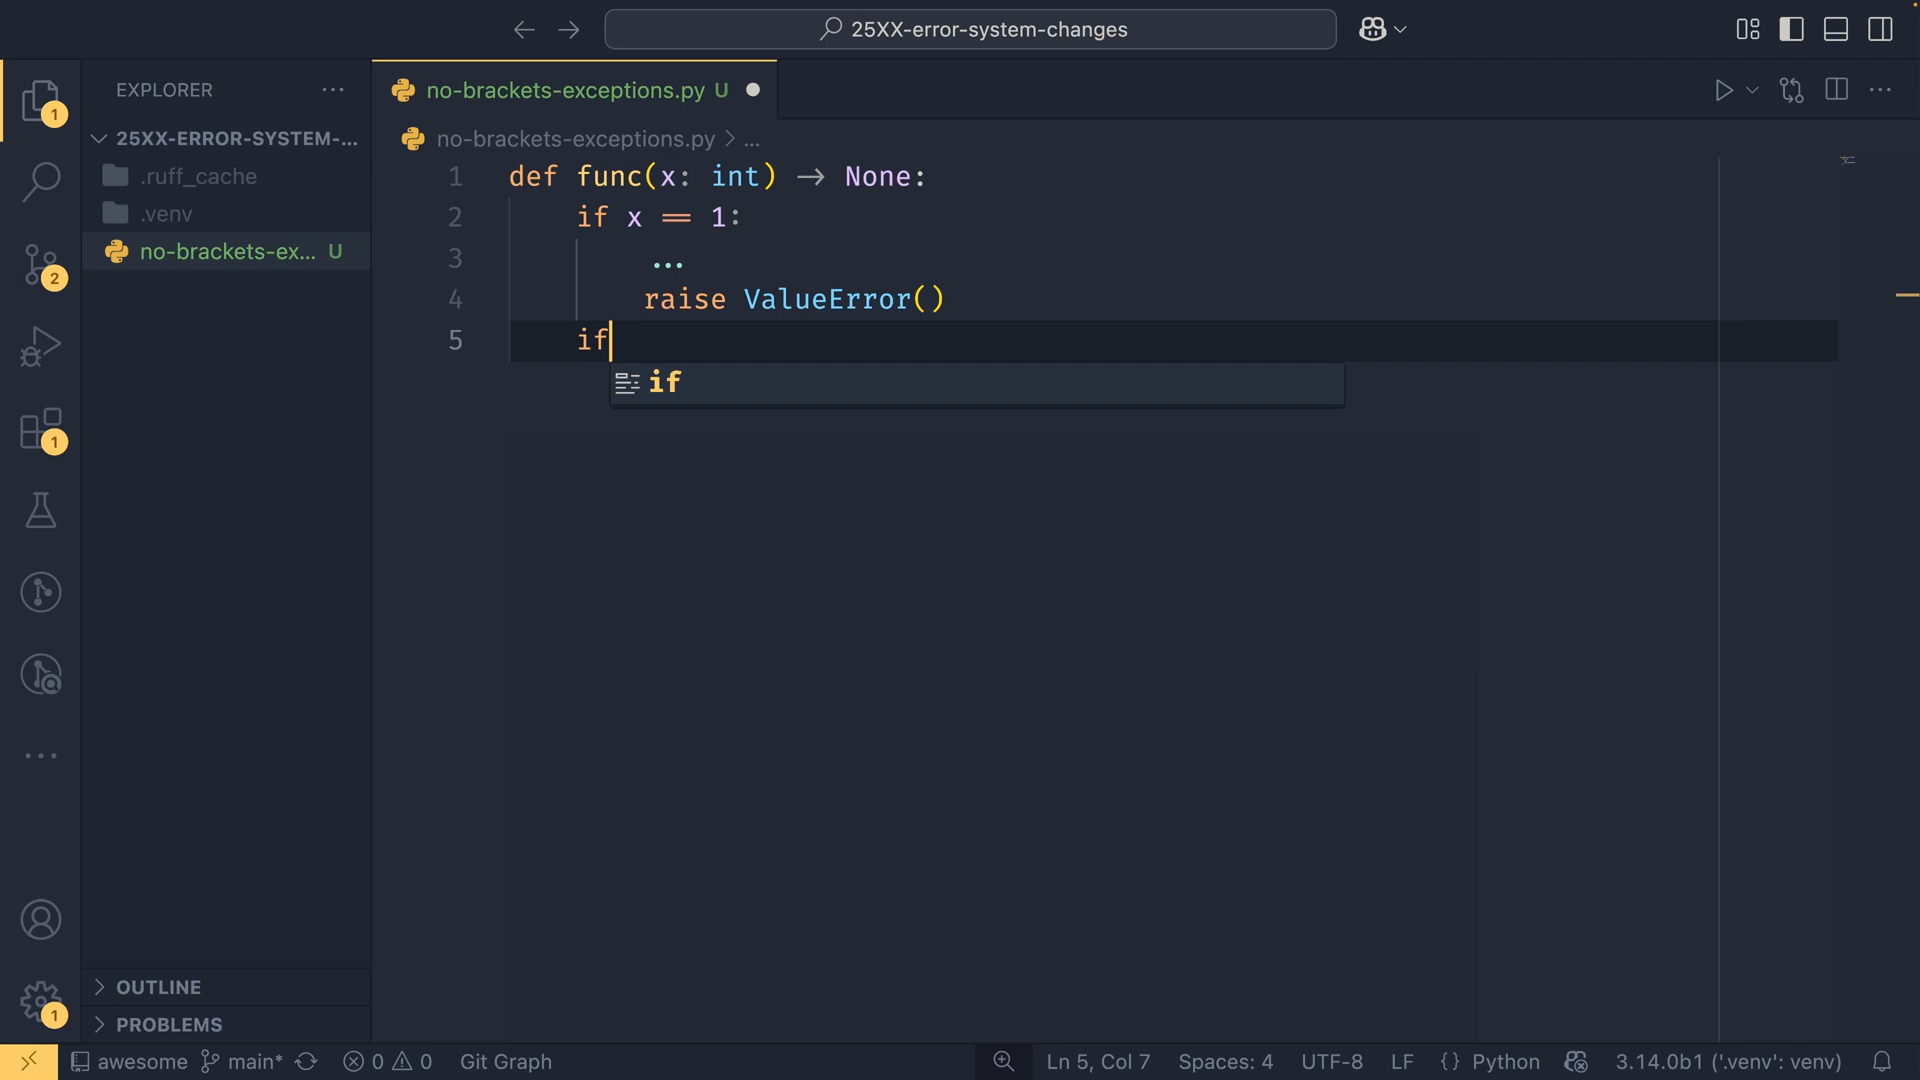 25XX-error-system-changes
EXPLORER
25XX-ERROR-SYSTEM-...
.ruff_cache
.venv
no-brackets-ex... U
OUTLINE
PROBLEMS
1
2
1
1
no-brackets-exceptions.py U
no-brackets-exceptions.py > ...
1 def func(x: int) -> None:
2 if x == 1:
3 ...
4 raise ValueError()
5 if
if
awesome main* 0 0 Git Graph Ln 5, Col 7 Spaces: 4 UTF-8 LF {} Python 3.14.0b1 ('.venv': venv)